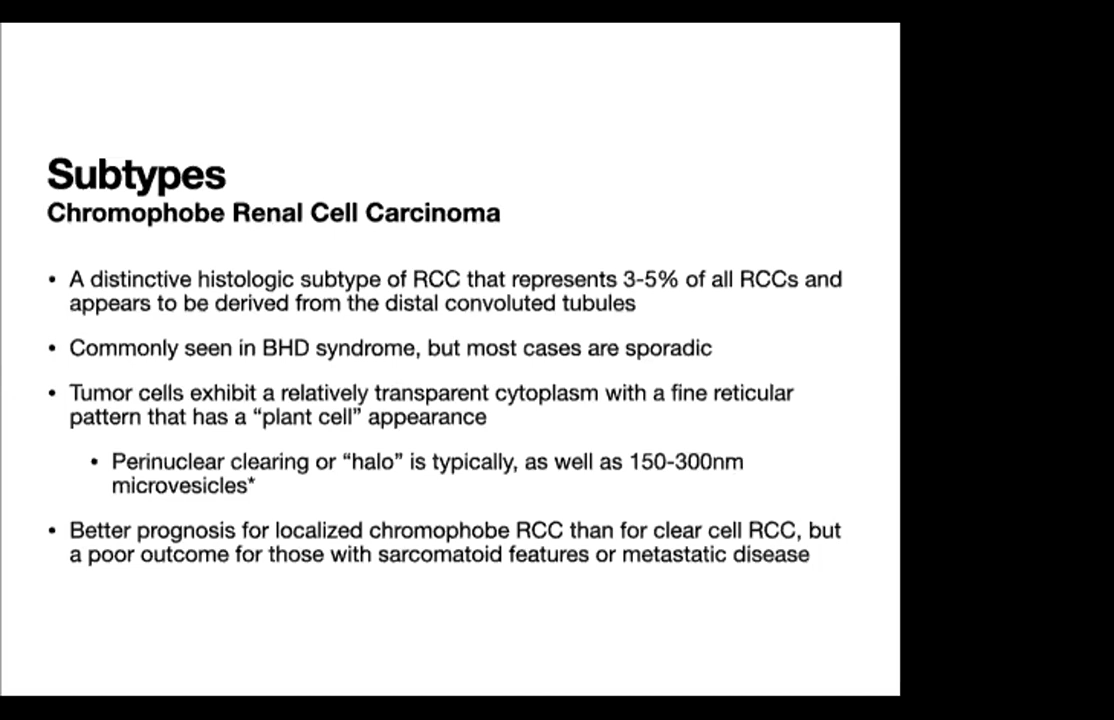 Subtypes
Chromophobe Renal Cell Carcinoma
• A distinctive histologic subtype of RCC that represents 3-5% of all RCCs and
appears to be derived from the distal convoluted tubules
• Commonly seen in BHD syndrome, but most cases are sporadic
• Tumor cells exhibit a relatively transparent cytoplasm with a fine reticular
pattern that has a “plant cell” appearance
• Perinuclear clearing or “halo” is typically, as well as 150-300nm
microvesicles*
• Better prognosis for localized chromophobe RCC than for clear cell RCC, but
a poor outcome for those with sarcomatoid features or metastatic disease